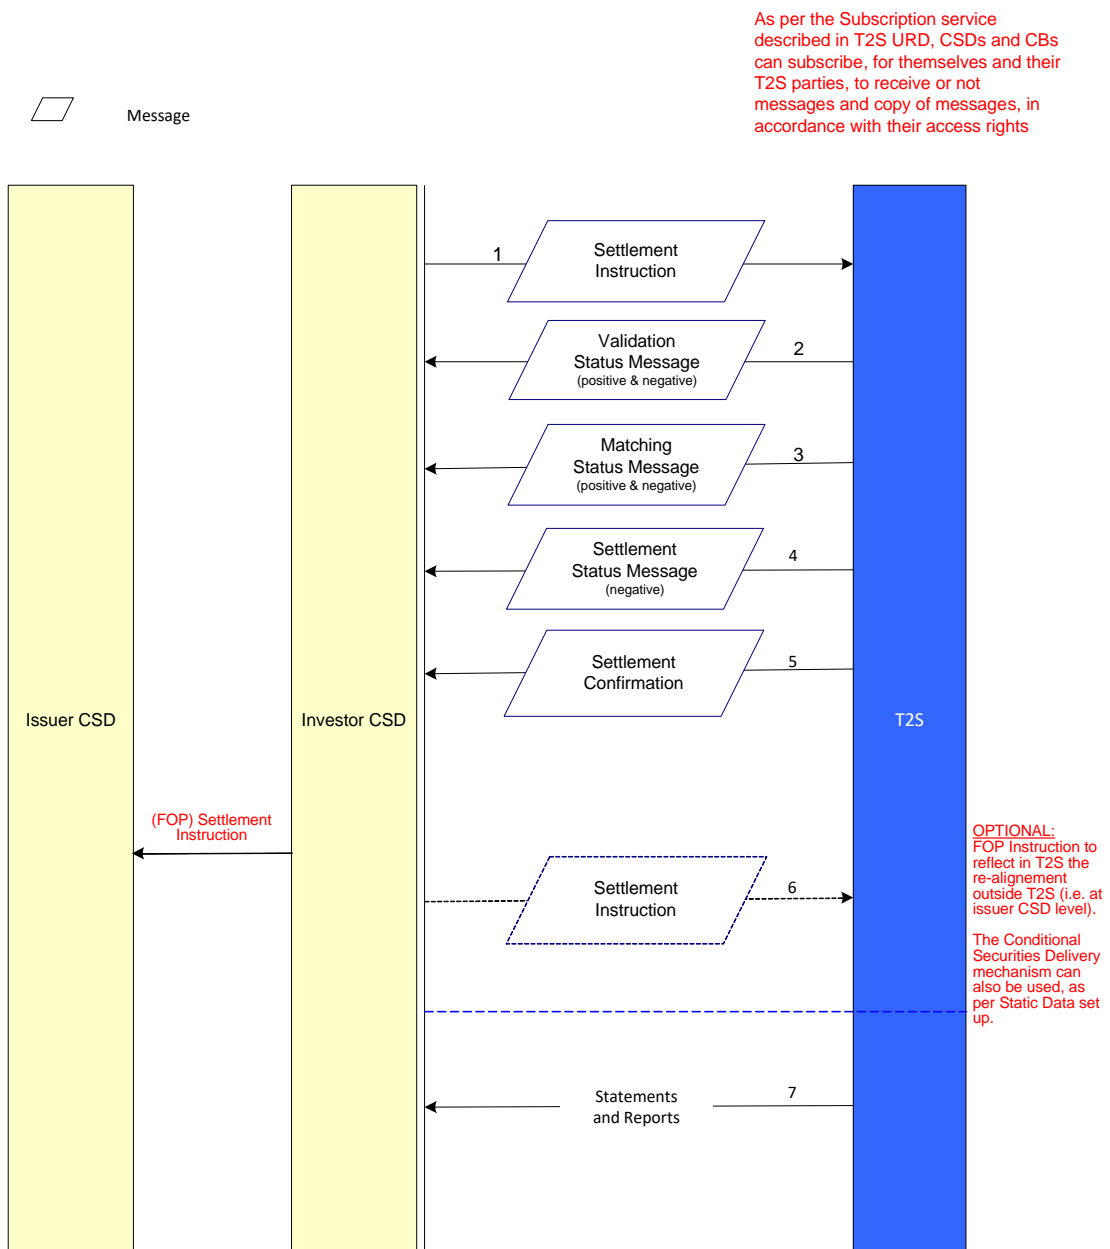 As per the Subscription service
described in T2S URD, CSDs and CBs
can subscribe, for themselves and their
T2S parties, to receive or not
messages and copy of messages, in
accordance with their access rights
Message
1
Settlement
Instruction
Validation
Status Message
(positive & negative)
2
Matching
Status Message
(positive & negative)
3
Settlement
Status Message
(negative)
4
Settlement
Confirmation
5
Issuer CSD
Investor CSD
T2S
(FOP) Settlement
Instruction
Settlement
Instruction
6
OPTIONAL:
FOP Instruction to
reflect in T2S the
re-alignement
outside T2S (i.e. at
issuer CSD level).
The Conditional
Securities Delivery
mechanism can
also be used, as
per Static Data set
up.
Statements
and Reports
7